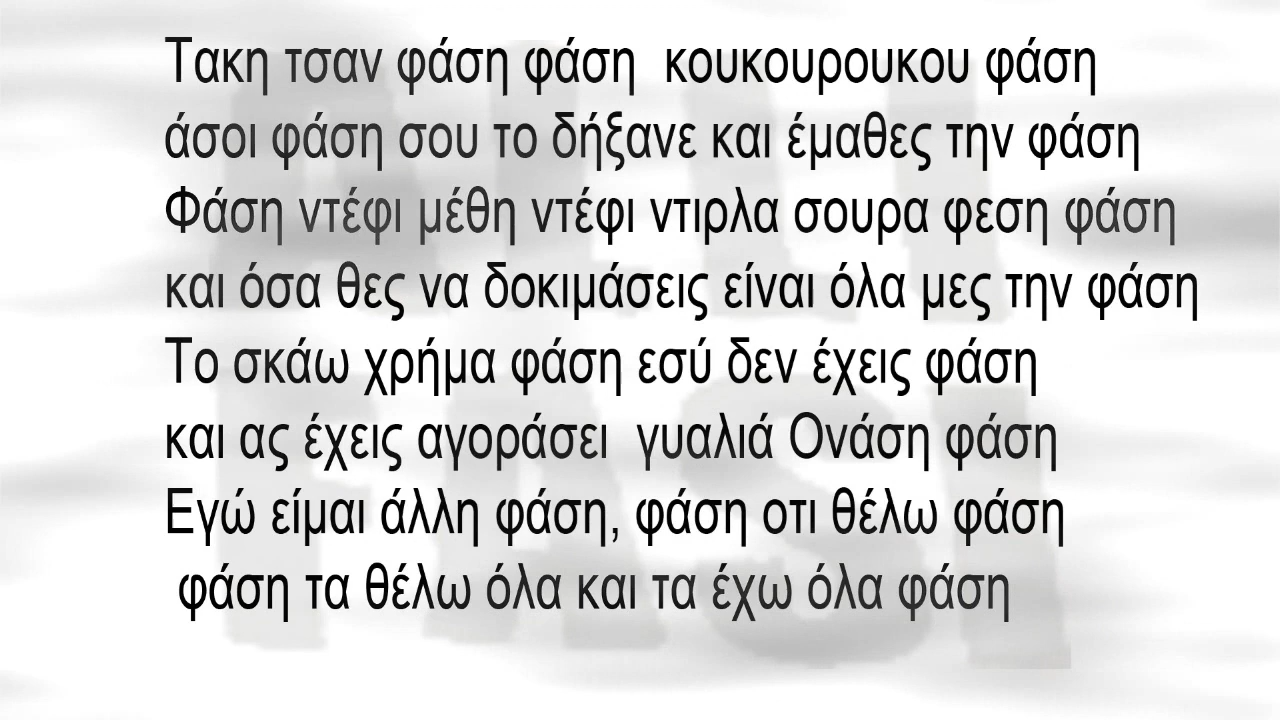 Τακη τσαν φάση φάση κουκουρουκου φάση
άσοι φάση σου το δήξανε και έμαθες την φάση
Φάση ντέφι μέθη ντέφι ντιρλα σουρα φεση φάση
και όσα θες να δοκιμάσεις είναι όλα μες την φάση
Το σκάω χρήμα φάση εσύ δεν έχεις φάση
και ας έχεις αγοράσει γυαλιά Ονάση φάση
Εγώ είμαι άλλη φάση, φάση οτι θέλω φάση
φάση τα θέλω όλα και τα έχω όλα φάση
ALLI
FASI